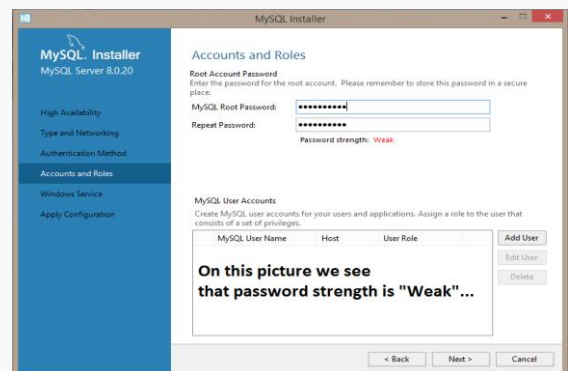 MySQL Installer
MySQL. Installer
MySQL Server 8.0.20
High Availability
Type and Networking
Authentication Method
Accounts and Roles
Windows Service
Apply Configuration
Accounts and Roles
Root Account Password
Enter the password for the root account. Please remember to store this password in a secure
place.
MySQL Root Password:
Repeat Password:
Password strength: Weak
MySQL User Accounts
Create MySQL user accounts for your users and applications. Assign a role to the user that
consists of a set of privileges.
MySQL User Name Host User Role
Add User
Edit User
Delete
On this picture we see
that password strength is "Weak"...
< Back Next > Cancel